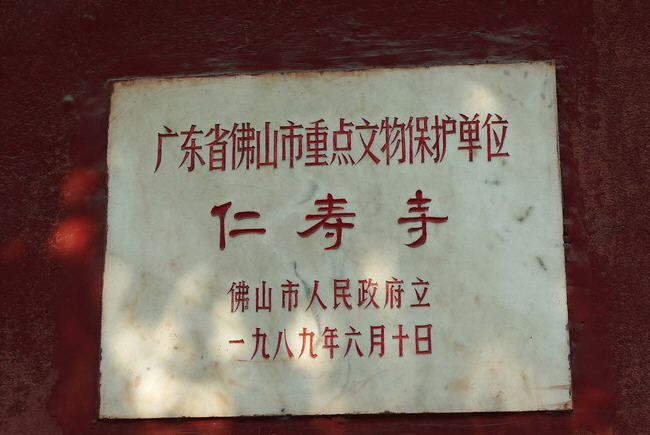 广东省佛山市重点文物保护单位
仁寿寺
佛山市人民政府立
一九八九年六月十日